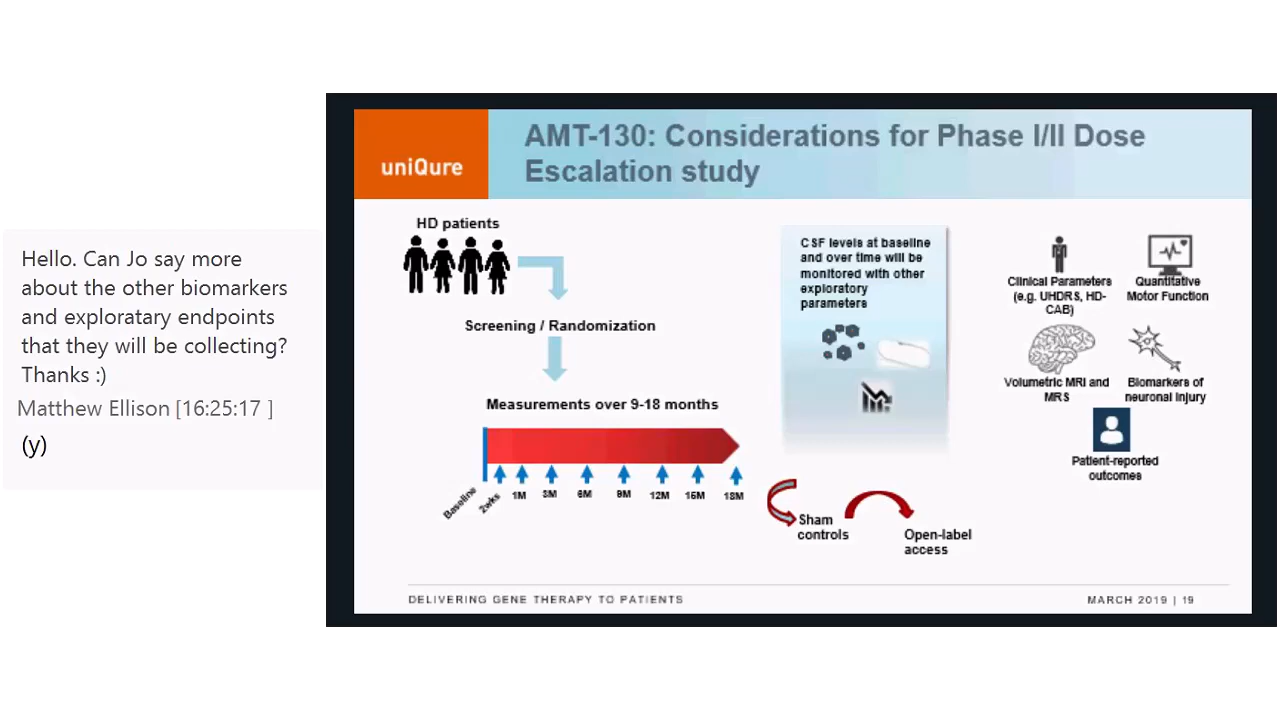 Hello. Can Jo say more
about the other biomarkers
and exploratary endpoints
that they will be collecting?
Thanks :)
Matthew Ellison [16:25:17 ]
(y)
uniQure
AMT-130: Considerations for Phase I/II Dose
Escalation study
HD patients
Screening / Randomization
Measurements over 9-18 months
Baseline
2wks
1M
3M
6M
9M
12M
15M
18M
CSF levels at baseline
and over time will be
monitored with other
exploratory
parameters
Sham
controls
Open-label
access
Clinical Parameters
(e.g. UHDRS, HD-
CAB)
Quantitative
Motor Function
Volumetric MRI and
MRS
Biomarkers of
neuronal injury
Patient-reported
outcomes
DELIVERING GENE THERAPY TO PATIENTS
MARCH 2019 | 19